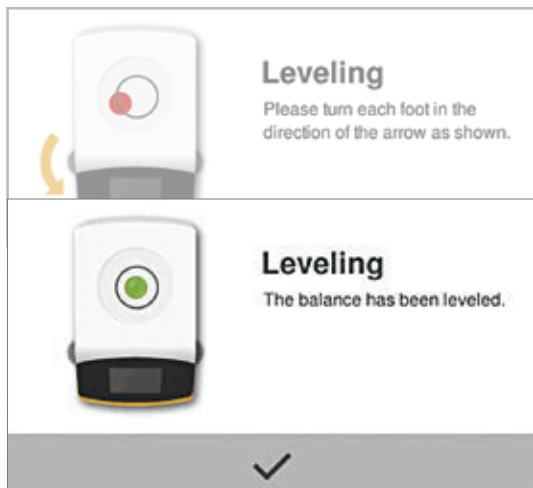 Leveling
Please turn each foot in the
direction of the arrow as shown.
Leveling
The balance has been leveled.